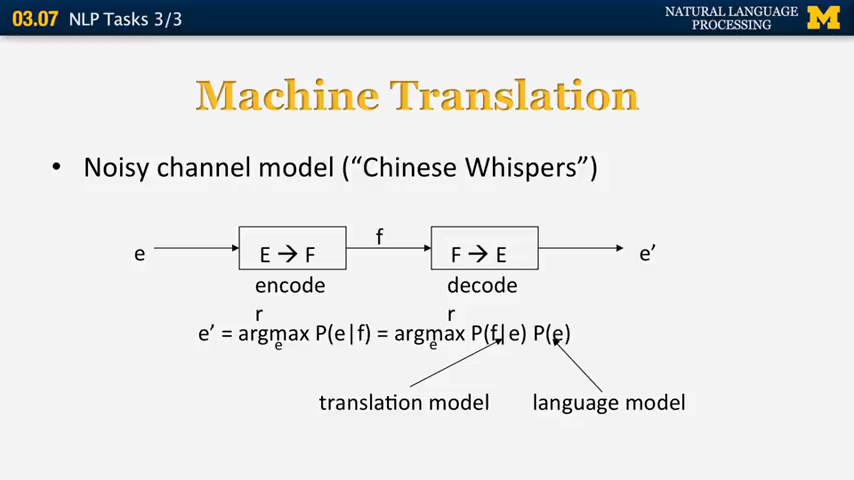 03.07 NLP Tasks 3/3
NATURAL LANGUAGE
PROCESSING
M
Machine Translation
• Noisy channel model (“Chinese Whispers”)
e E → F f F → E e’
encode decode
r r
e’ = argmax P(e|f) = argmax P(f|e) P(e)
e e
translation model language model